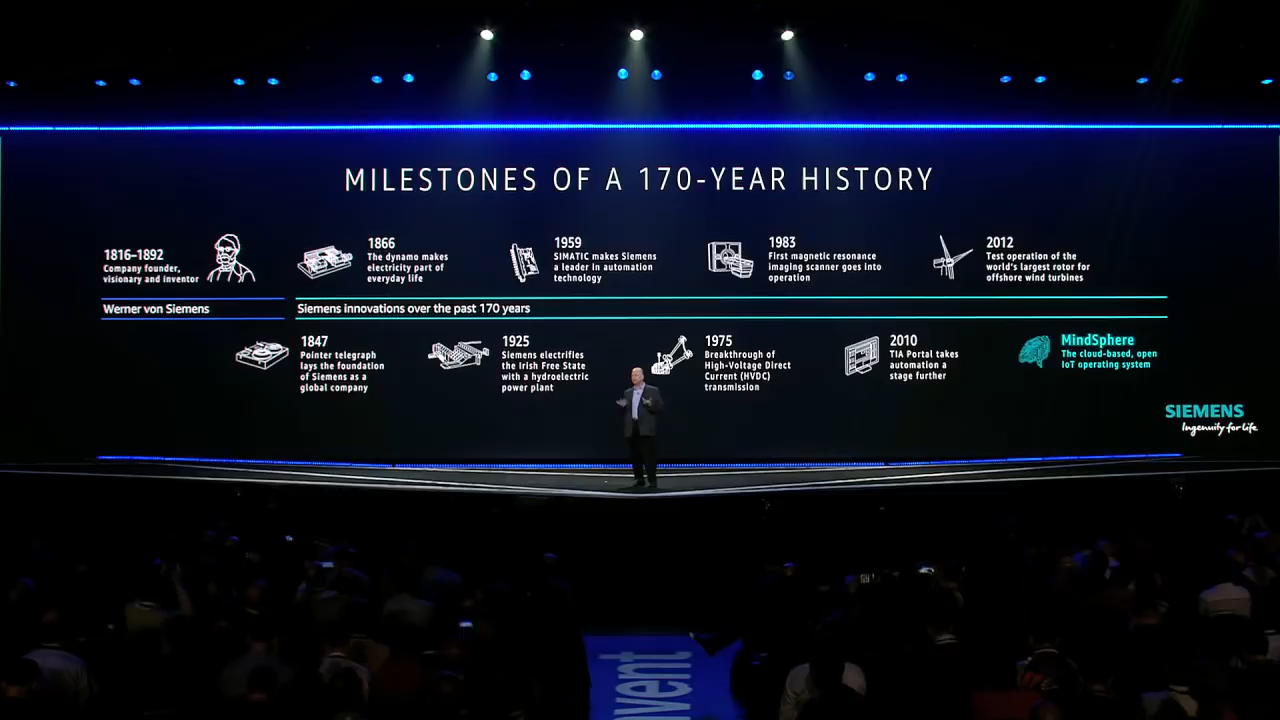 MILESTONES OF A 170-YEAR HISTORY
1816–1892
Company founder,
visionary and inventor
1866
The dynamo makes
electricity part of
everyday life
1959
SIMATIC makes Siemens
a leader in automation
technology
1983
First magnetic resonance
imaging scanner goes into
operation
2012
Test operation of the
world's largest rotor for
offshore wind turbines
Werner von Siemens
Siemens innovations over the past 170 years
1847
Pointer telegraph
lays the foundation
of Siemens as a
global company
1925
Siemens electrifies
the Irish Free State
with a hydroelectric
power plant
1975
Breakthrough of
High-Voltage Direct
Current (HVDC)
transmission
2010
TIA Portal takes
automation a
stage further
MindSphere
The cloud-based, open
IoT operating system
SIEMENS
Ingenuity for life
vent